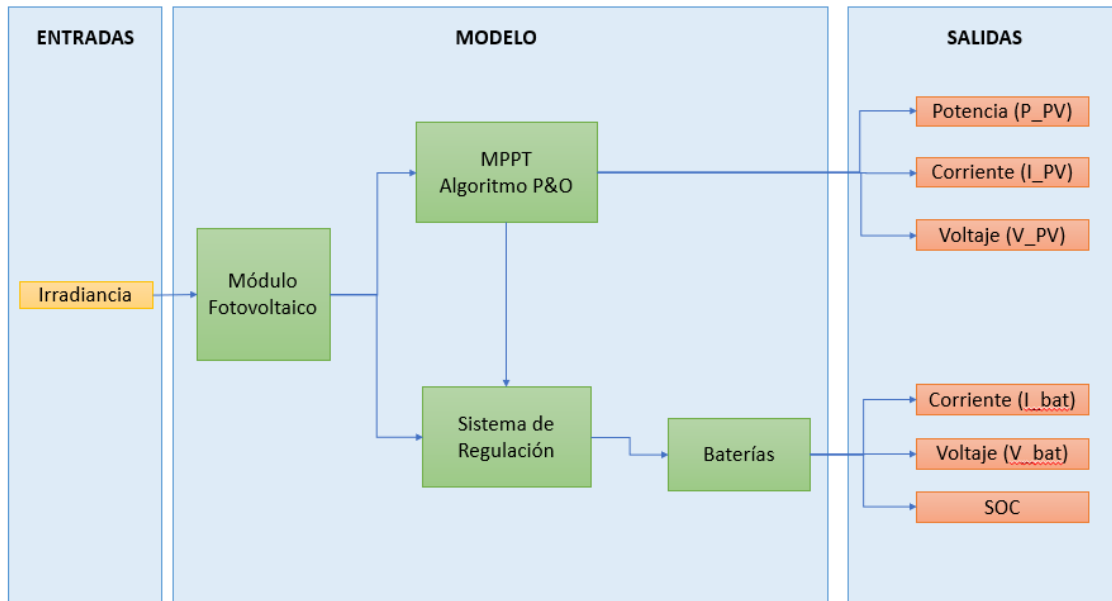 ENTRADAS
MODELO
SALIDAS
Irradiancia
Módulo
Fotovoltaico
MPPT
Algoritmo P&O
Sistema de
Regulación
Baterías
Potencia (P_PV)
Corriente (I_PV)
Voltaje (V_PV)
Corriente (I_bat)
Voltaje (V_bat)
SOC